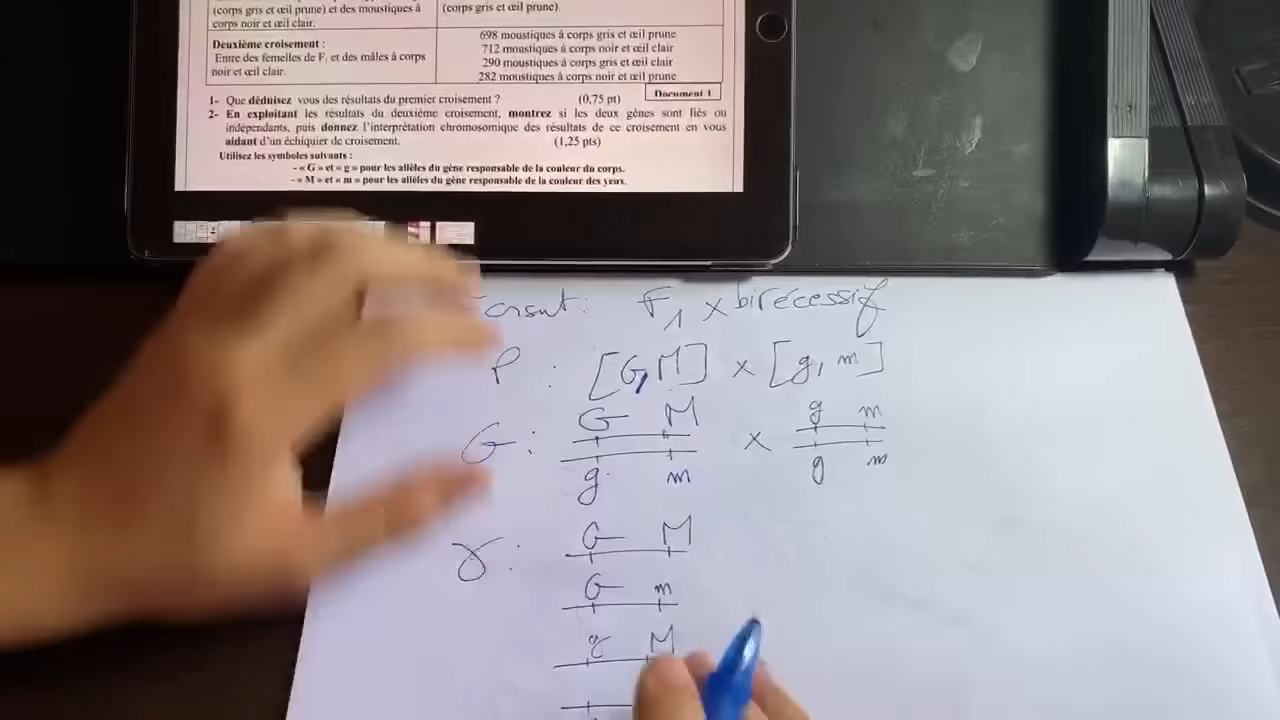 (corps gris et œil prune) et des moustiques à
corps noir et œil clair.
(corps gris et œil prune).
Deuxième croisement :
Entre des femelles de F₁ et des mâles à corps
noir et œil clair.
698 moustiques à corps gris et œil prune
712 moustiques à corps noir et œil clair
290 moustiques à corps gris et œil clair
282 moustiques à corps noir et œil prune
Document 1
1- Que déduisez vous des résultats du premier croisement ? (0,75 pt)
2- En exploitant les résultats du deuxième croisement, montrez si les deux gènes sont liés ou
indépendants, puis donnez l'interprétation chromosomique des résultats de ce croisement en vous
aidant d'un échiquier de croisement. (1,25 pts)
Utilisez les symboles suivants :
- « G » et « g » pour les allèles du gène responsable de la couleur du corps.
- « M » et « m » pour les allèles du gène responsable de la couleur des yeux.
: F₁ x birécessif
P : [G, M] x [g, m]
G : G M x g m
g m g m
γ : G M
G m
g M